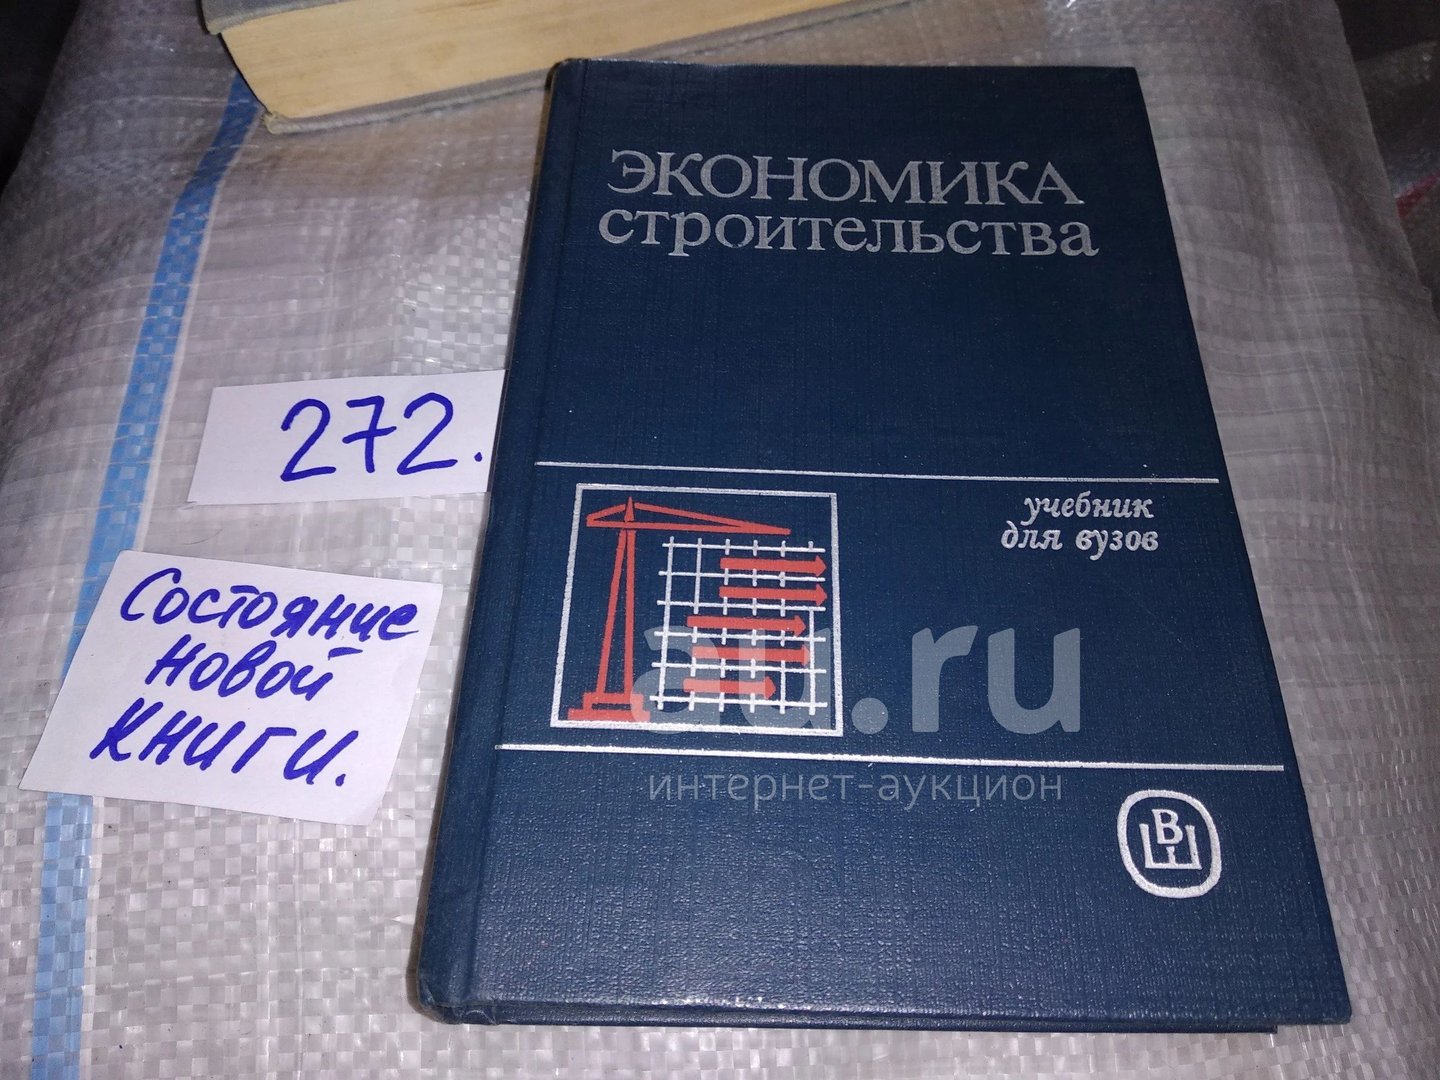 ЭКОНОМИКА
строительства
учебник
для вузов
272.
Состояние
новой
книги.
au.ru
интернет-аукцион
В
Ш